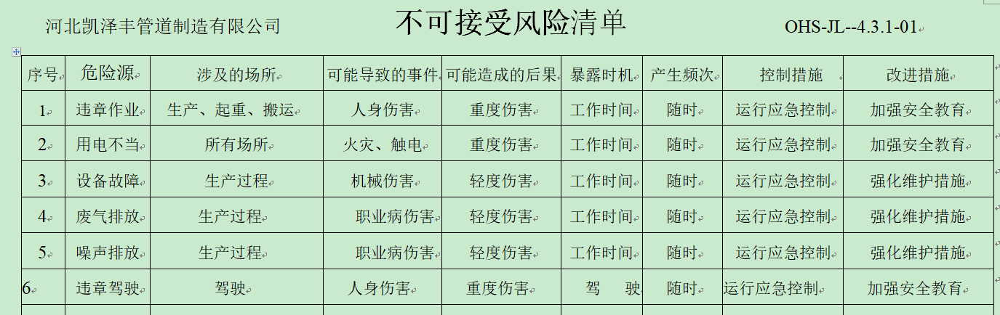 河北凯泽丰管道制造有限公司 不可接受风险清单 OHS-JL--4.3.1-01
序号 危险源 涉及的场所 可能导致的事件 可能造成的后果 暴露时机 产生频次 控制措施 改进措施
1 违章作业 生产、起重、搬运 人身伤害 重度伤害 工作时间 随时 运行应急控制 加强安全教育
2 用电不当 所有场所 火灾、触电 重度伤害 工作时间 随时 运行应急控制 加强安全教育
3 设备故障 生产过程 机械伤害 轻度伤害 工作时间 随时 运行应急控制 强化维护措施
4 废气排放 生产过程 职业病伤害 轻度伤害 工作时间 随时 运行应急控制 强化维护措施
5 噪声排放 生产过程 职业病伤害 轻度伤害 工作时间 随时 运行应急控制 强化维护措施
6 违章驾驶 驾驶 人身伤害 重度伤害 驾 驶 随时 运行应急控制 加强安全教育